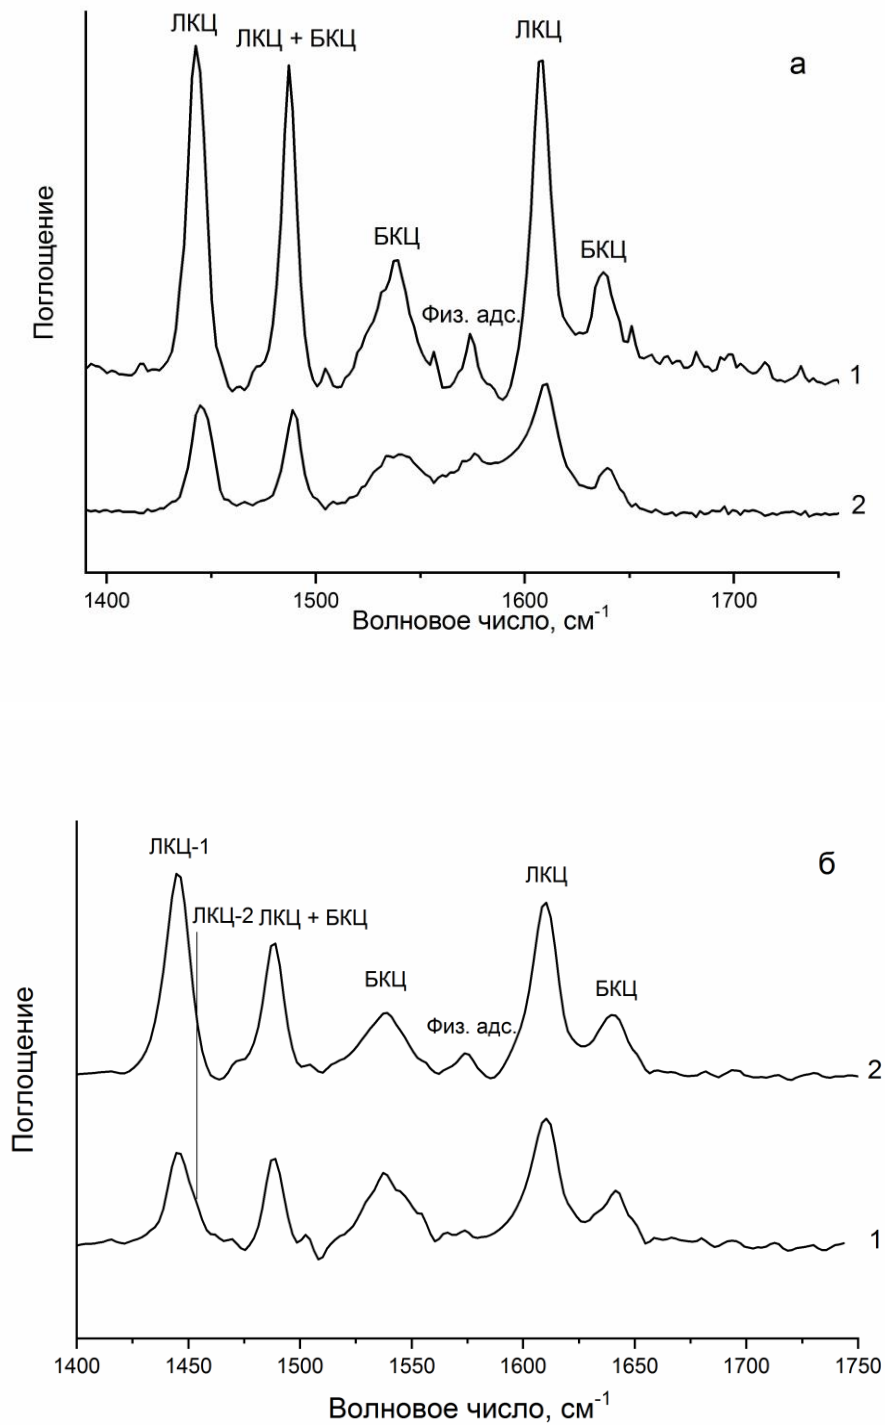 ЛКЦ
ЛКЦ + БКЦ
ЛКЦ
а
БКЦ
БКЦ
Физ. адс.
Поглощение
1
2
1400 1500 1600 1700
Волновое число, см-1
ЛКЦ-1
б
ЛКЦ
ЛКЦ-2 ЛКЦ + БКЦ
БКЦ
БКЦ
Физ. адс.
Поглощение
2
1
1400 1450 1500 1550 1600 1650 1700 1750
Волновое число, см-1